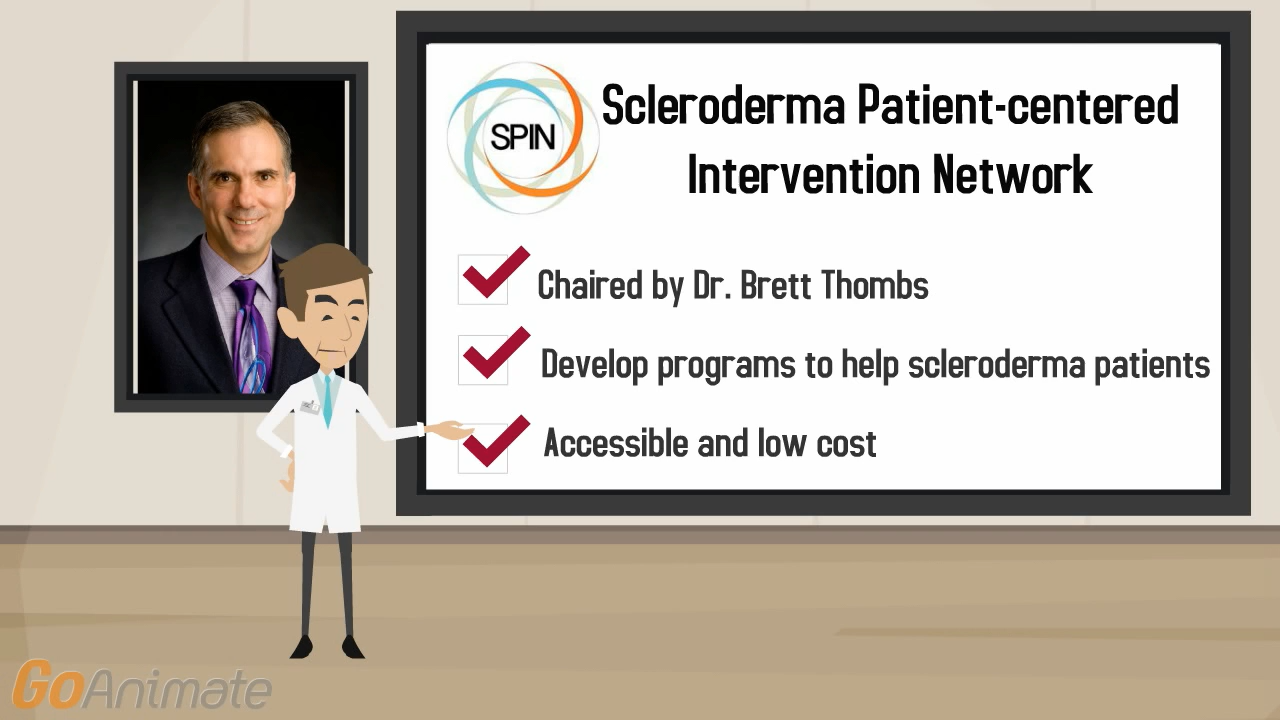 SPIN
Scleroderma Patient-centered
Intervention Network
Chaired by Dr. Brett Thombs
Develop programs to help scleroderma patients
Accessible and low cost
GoAnimate